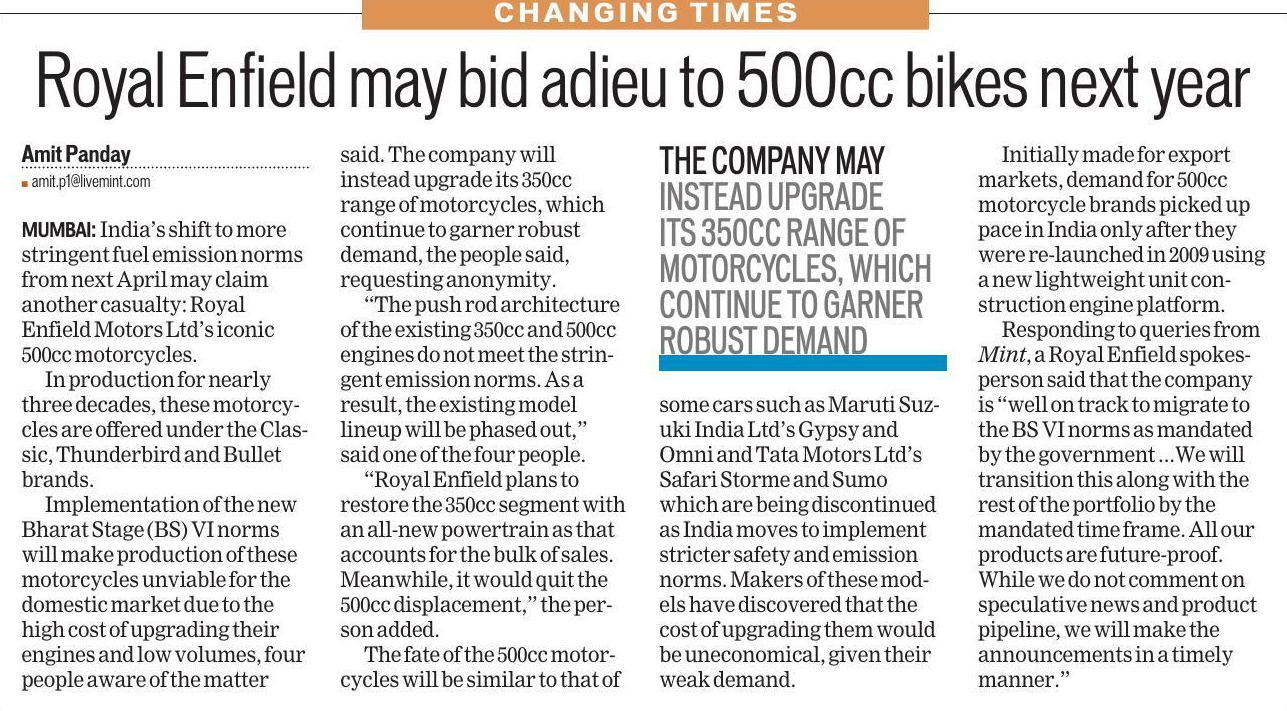 CHANGING TIMES
Royal Enfield may bid adieu to 500cc bikes next year
Amit Panday
amit.p1@livemint.com
MUMBAI: India's shift to more
stringent fuel emission norms
from next April may claim
another casualty: Royal
Enfield Motors Ltd's iconic
500cc motorcycles.
In production for nearly
three decades, these motorcy-
cles are offered under the Clas-
sic, Thunderbird and Bullet
brands.
Implementation of the new
Bharat Stage (BS) VI norms
will make production of these
motorcycles unviable for the
domestic market due to the
high cost of upgrading their
engines and low volumes, four
people aware of the matter
said. The company will
instead upgrade its 350cc
range of motorcycles, which
continue to garner robust
demand, the people said,
requesting anonymity.
"The push rod architecture
of the existing 350cc and 500cc
engines do not meet the strin-
gent emission norms. As a
result, the existing model
lineup will be phased out,"
said one of the four people.
"Royal Enfield plans to
restore the 350cc segment with
an all-new powertrain as that
accounts for the bulk of sales.
Meanwhile, it would quit the
500cc displacement," the per-
son added.
The fate of the 500cc motor-
cycles will be similar to that of
THE COMPANY MAY
INSTEAD UPGRADE
ITS 350CC RANGE OF
MOTORCYCLES, WHICH
CONTINUE TO GARNER
ROBUST DEMAND
some cars such as Maruti Suz-
uki India Ltd's Gypsy and
Omni and Tata Motors Ltd's
Safari Storme and Sumo
which are being discontinued
as India moves to implement
stricter safety and emission
norms. Makers of these mod-
els have discovered that the
cost of upgrading them would
be uneconomical, given their
weak demand.
Initially made for export
markets, demand for 500cc
motorcycle brands picked up
pace in India only after they
were re-launched in 2009 using
a new lightweight unit con-
struction engine platform.
Responding to queries from
Mint, a Royal Enfield spokes-
person said that the company
is "well on track to migrate to
the BS VI norms as mandated
by the government ...We will
transition this along with the
rest of the portfolio by the
mandated time frame. All our
products are future-proof.
While we do not comment on
speculative news and product
pipeline, we will make the
announcements in a timely
manner."